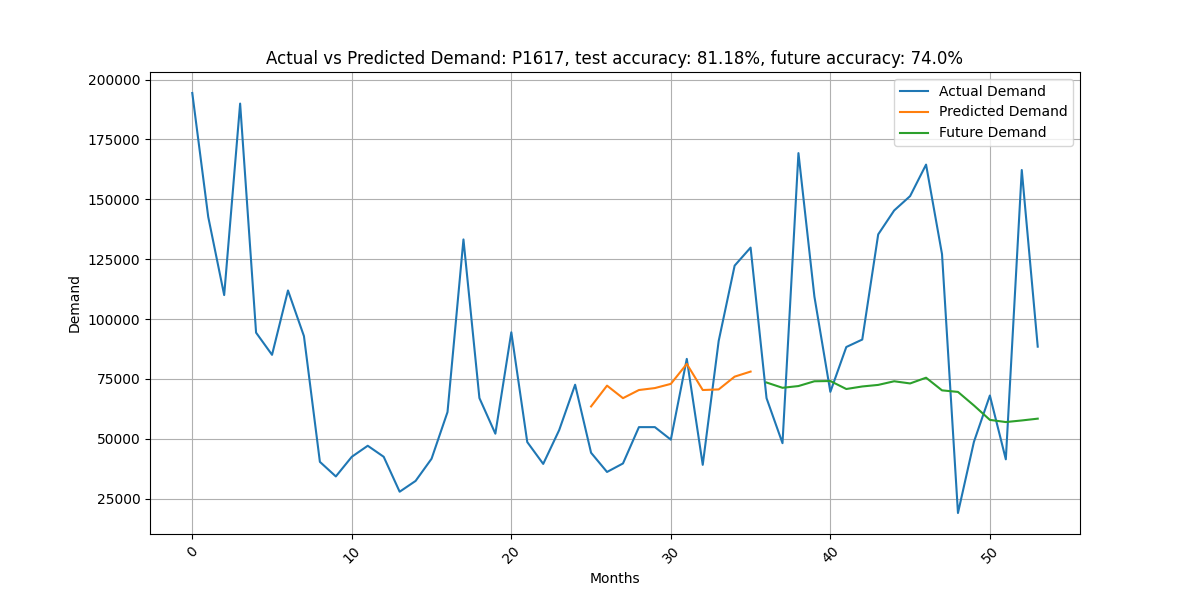 Actual vs Predicted Demand: P1617, test accuracy: 81.18%, future accuracy: 74.0%
200000
175000
150000
125000
100000
75000
50000
25000
Demand
Actual Demand
Predicted Demand
Future Demand
0
10
20
30
40
50
Months